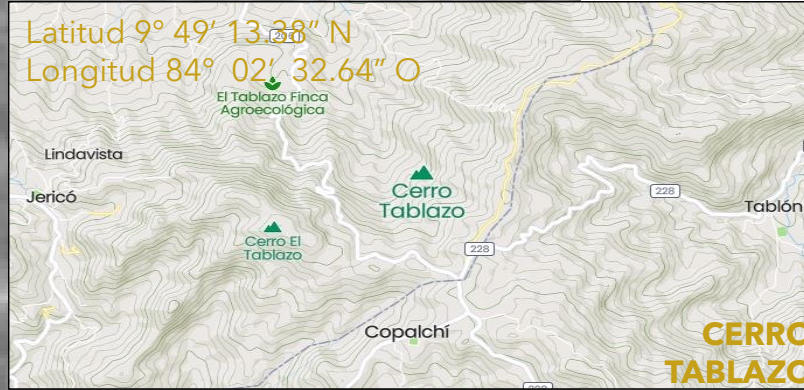 Latitud 9° 49' 13.38" N
Longitud 84° 02' 32.64" O
206
El Tablazo Finca
Agroecológica
Lindavista
Jericó
Cerro
Tablazo
Cerro El
Tablazo
228
228
Tablón
Copalchí
CERRO
TABLAZO